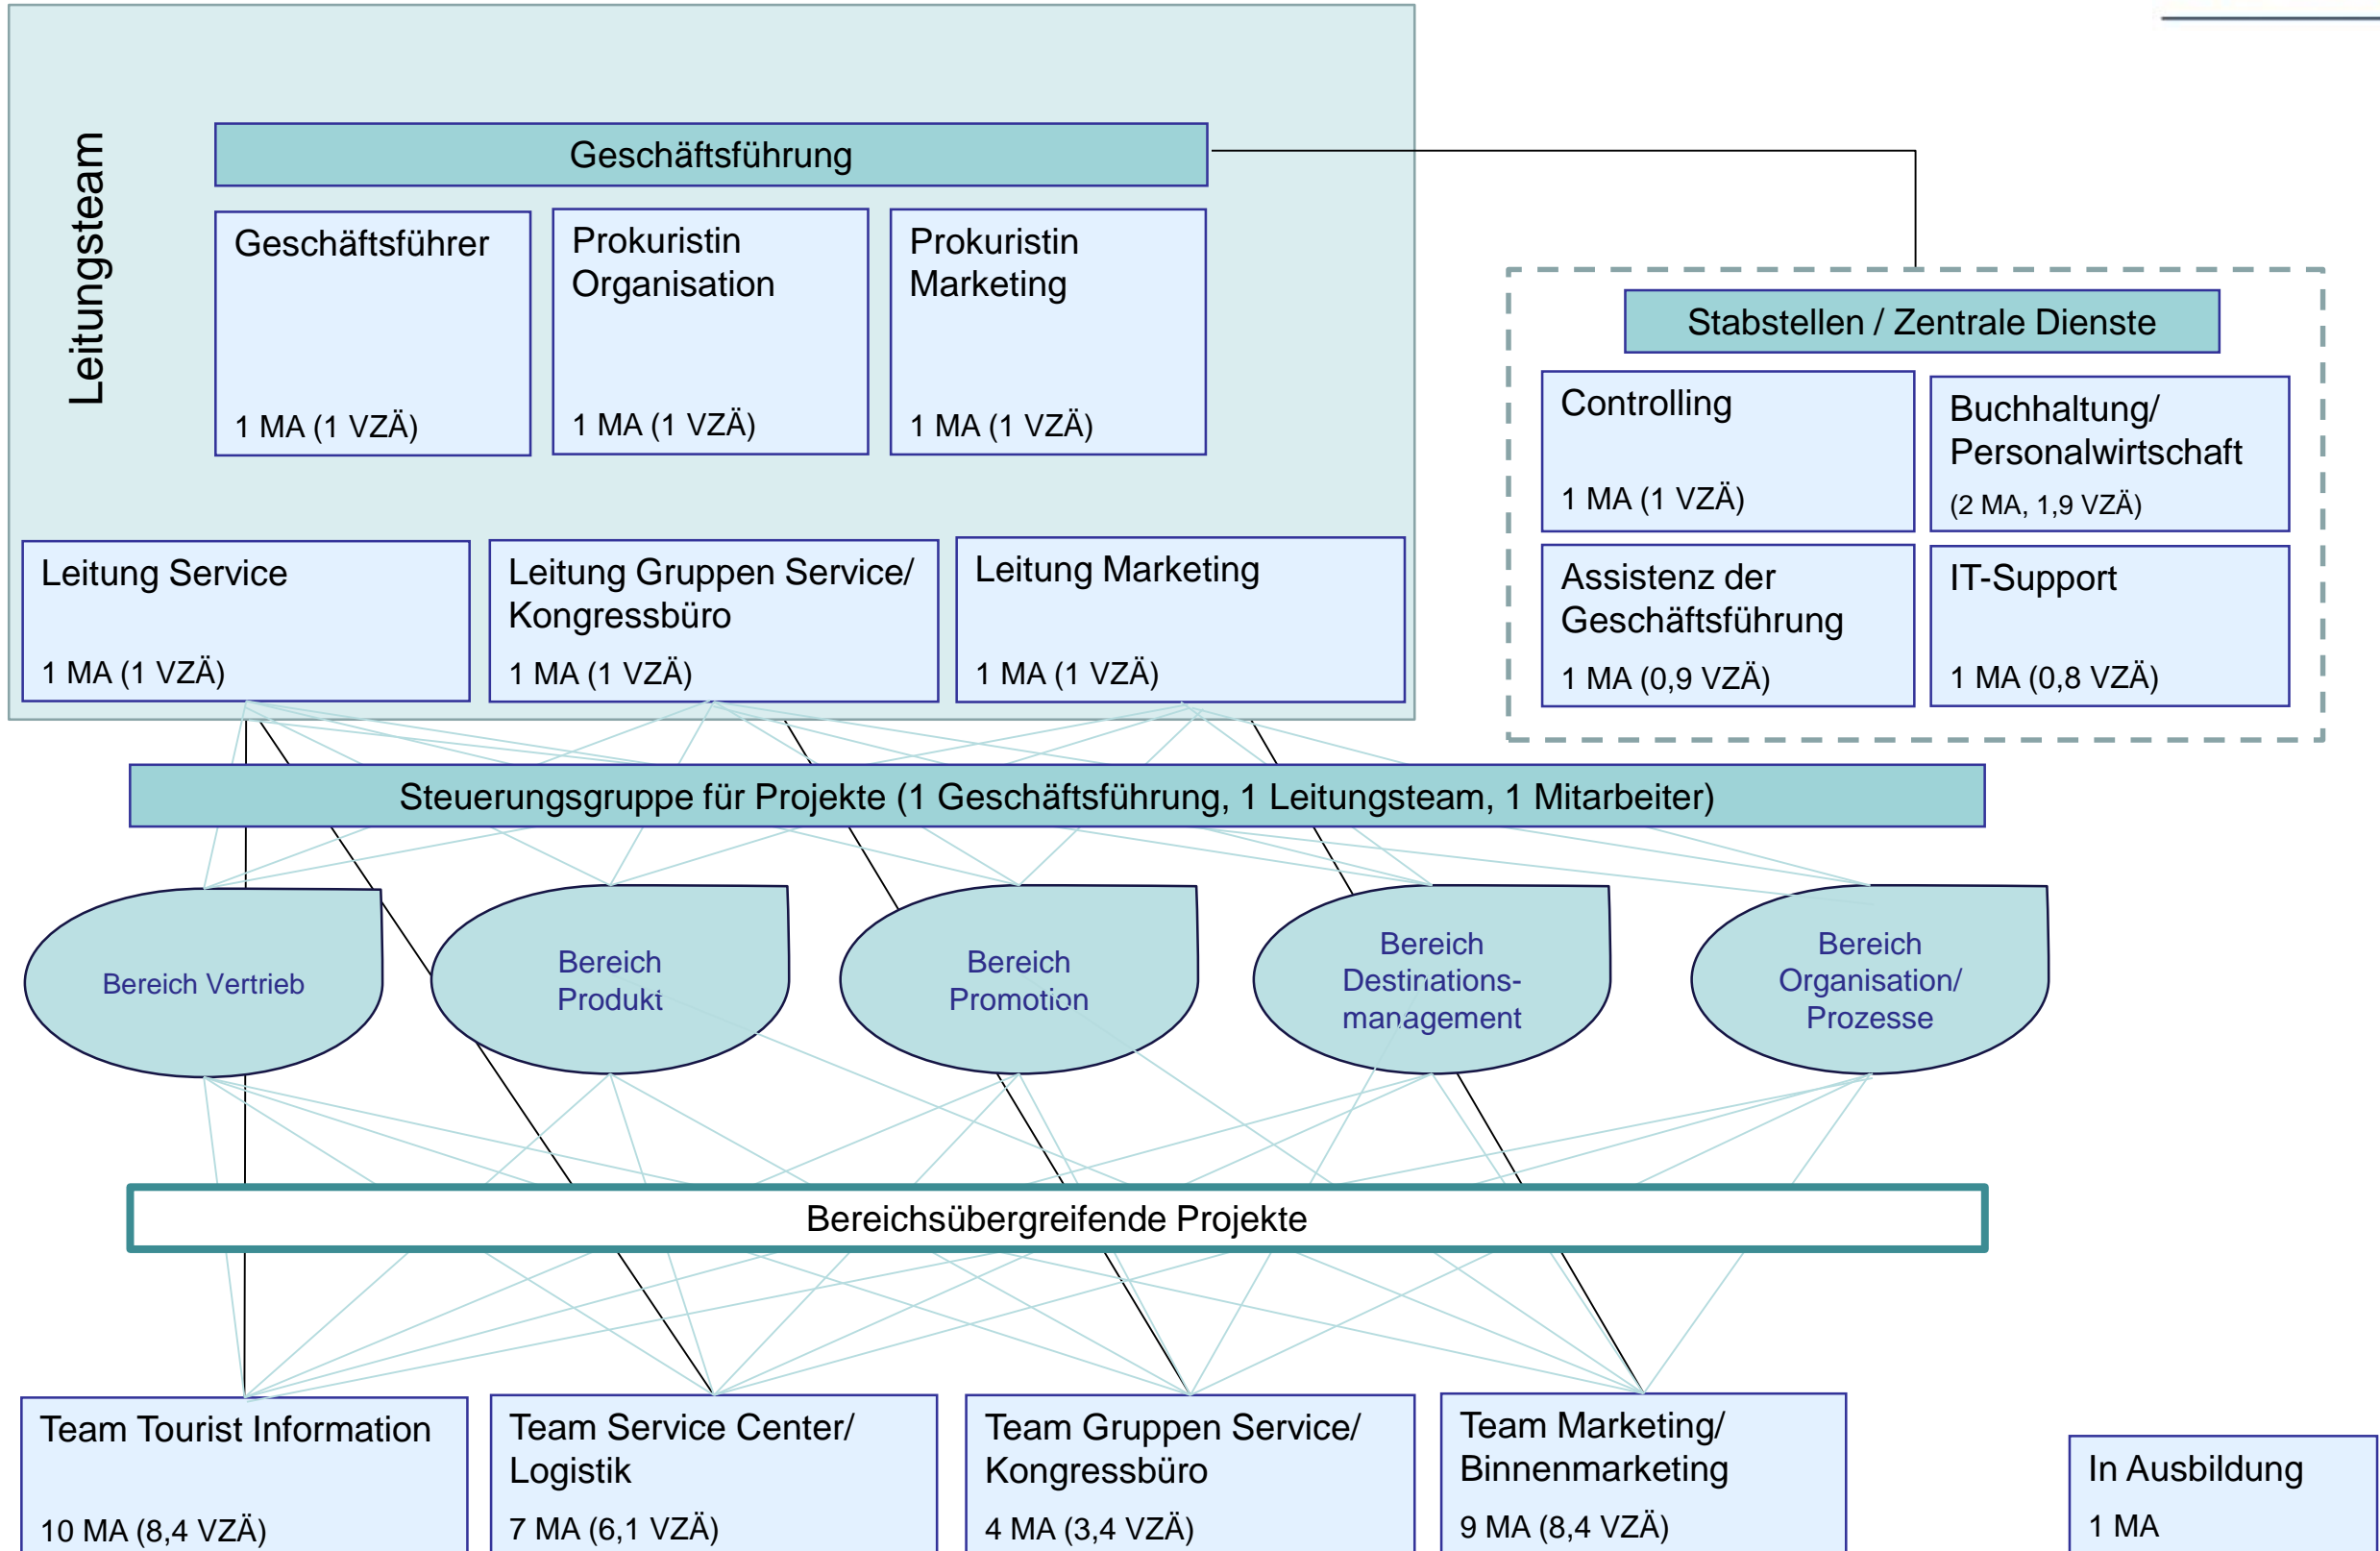 Leitungsteam
Geschäftsführung
Geschäftsführer
1 MA (1 VZÄ)
Prokuristin
Organisation
1 MA (1 VZÄ)
Prokuristin
Marketing
1 MA (1 VZÄ)
Stabstellen / Zentrale Dienste
Controlling
1 MA (1 VZÄ)
Buchhaltung/
Personalwirtschaft
(2 MA, 1,9 VZÄ)
Assistenz der
Geschäftsführung
1 MA (0,9 VZÄ)
IT-Support
1 MA (0,8 VZÄ)
Leitung Service
1 MA (1 VZÄ)
Leitung Gruppen Service/
Kongressbüro
1 MA (1 VZÄ)
Leitung Marketing
1 MA (1 VZÄ)
Steuerungsgruppe für Projekte (1 Geschäftsführung, 1 Leitungsteam, 1 Mitarbeiter)
Bereich Vertrieb
Bereich
Produkt
Bereich
Promotion
Bereich
Destinations-
management
Bereich
Organisation/
Prozesse
Bereichsübergreifende Projekte
Team Tourist Information
10 MA (8,4 VZÄ)
Team Service Center/
Logistik
7 MA (6,1 VZÄ)
Team Gruppen Service/
Kongressbüro
4 MA (3,4 VZÄ)
Team Marketing/
Binnenmarketing
9 MA (8,4 VZÄ)
In Ausbildung
1 MA